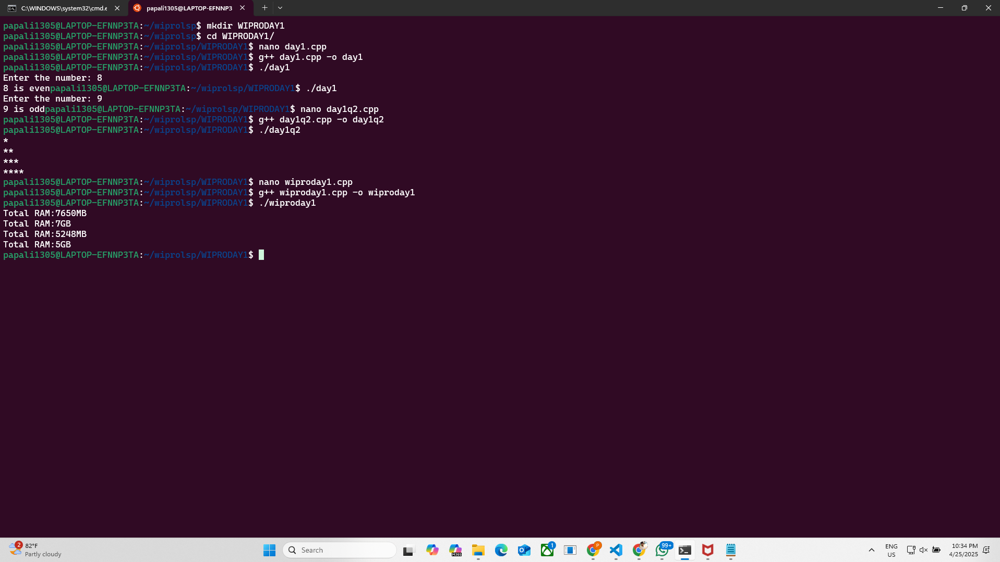 C:\WINDOWS\system32\cmd.e
papali1305@LAPTOP-EFNNP3
papali1305@LAPTOP-EFNNP3TA:~/wiprolsp$ mkdir WIPRODAY1
papali1305@LAPTOP-EFNNP3TA:~/wiprolsp$ cd WIPRODAY1/
papali1305@LAPTOP-EFNNP3TA:~/wiprolsp/WIPRODAY1$ nano day1.cpp
papali1305@LAPTOP-EFNNP3TA:~/wiprolsp/WIPRODAY1$ g++ day1.cpp -o day1
papali1305@LAPTOP-EFNNP3TA:~/wiprolsp/WIPRODAY1$ ./day1
Enter the number: 8
8 is evenpapali1305@LAPTOP-EFNNP3TA:~/wiprolsp/WIPRODAY1$ ./day1
Enter the number: 9
9 is oddpapali1305@LAPTOP-EFNNP3TA:~/wiprolsp/WIPRODAY1$ nano day1q2.cpp
papali1305@LAPTOP-EFNNP3TA:~/wiprolsp/WIPRODAY1$ g++ day1q2.cpp -o day1q2
papali1305@LAPTOP-EFNNP3TA:~/wiprolsp/WIPRODAY1$ ./day1q2
*
**
***
****
papali1305@LAPTOP-EFNNP3TA:~/wiprolsp/WIPRODAY1$ nano wiproday1.cpp
papali1305@LAPTOP-EFNNP3TA:~/wiprolsp/WIPRODAY1$ g++ wiproday1.cpp -o wiproday1
papali1305@LAPTOP-EFNNP3TA:~/wiprolsp/WIPRODAY1$ ./wiproday1
Total RAM:7650MB
Total RAM:7GB
Total RAM:5248MB
Total RAM:5GB
papali1305@LAPTOP-EFNNP3TA:~/wiprolsp/WIPRODAY1$
2
82°F
Partly cloudy
Search
M365
1
P
99+
ENG
US
10:34 PM
4/25/2025